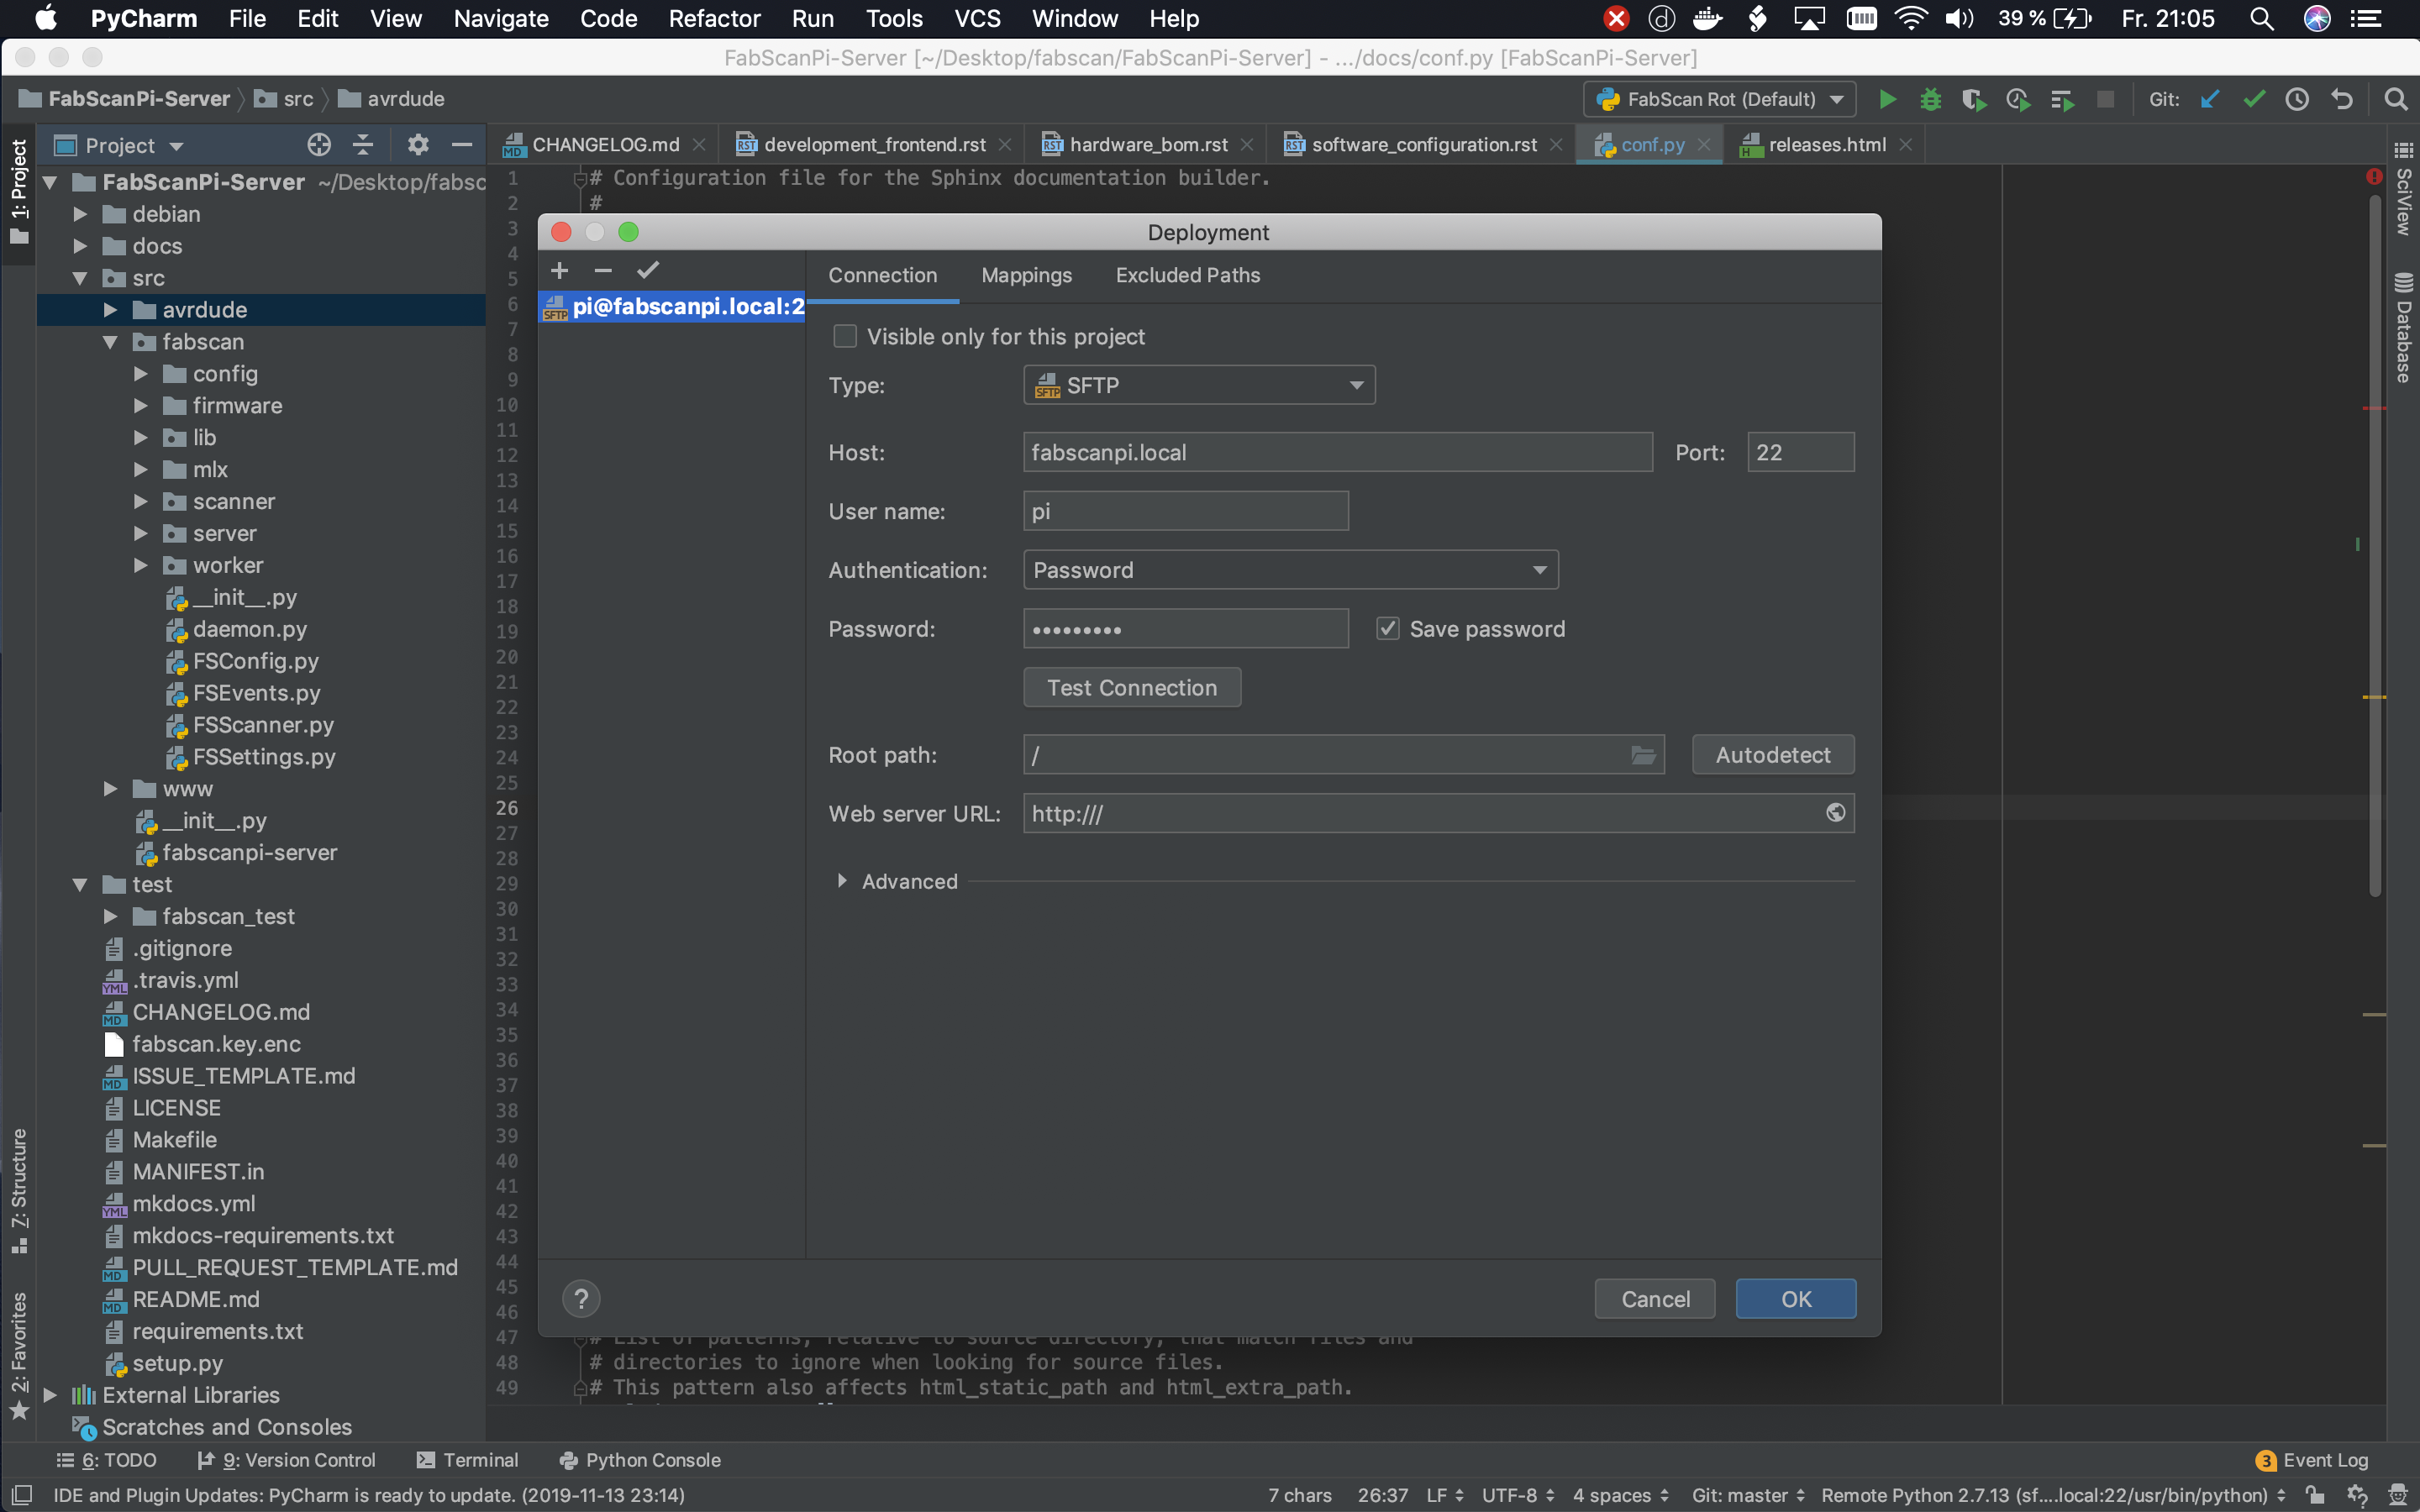 PyCharm File Edit View Navigate Code Refactor Run Tools VCS Window Help 39 % Fr. 21:05
FabScanPi-Server [~/Desktop/fabscan/FabScanPi-Server] - .../docs/conf.py [FabScanPi-Server]
FabScanPi-Server src avrdude FabScan Rot (Default) Git:
Project CHANGELOG.md development_frontend.rst hardware_bom.rst software_configuration.rst conf.py releases.html
1: Project
7: Structure
2: Favorites
SciView
Database
FabScanPi-Server ~/Desktop/fabsc
debian
docs
src
avrdude
fabscan
config
firmware
lib
mlx
scanner
server
worker
__init__.py
daemon.py
FSConfig.py
FSEvents.py
FSScanner.py
FSSettings.py
www
__init__.py
fabscanpi-server
test
fabscan_test
.gitignore
.travis.yml
CHANGELOG.md
fabscan.key.enc
ISSUE_TEMPLATE.md
LICENSE
Makefile
MANIFEST.in
mkdocs.yml
mkdocs-requirements.txt
PULL_REQUEST_TEMPLATE.md
README.md
requirements.txt
setup.py
External Libraries
Scratches and Consoles
1 # Configuration file for the Sphinx documentation builder.
2 #
3
4
5
6
7
8
9
10
11
12
13
14
15
16
17
18
19
20
21
22
23
24
25
26
27
28
29
30
31
32
33
34
35
36
37
38
39
40
41
42
43
44
45
46
47 # List of patterns, relative to source directory, that match files and
48 # directories to ignore when looking for source files.
49 # This pattern also affects html_static_path and html_extra_path.
Deployment
pi@fabscanpi.local:2
Connection Mappings Excluded Paths
Visible only for this project
Type: SFTP
Host: fabscanpi.local Port: 22
User name: pi
Authentication: Password
Password: ••••••••• Save password
Test Connection
Root path: / Autodetect
Web server URL: http:///
Advanced
? Cancel OK
6: TODO 9: Version Control Terminal Python Console 3 Event Log
IDE and Plugin Updates: PyCharm is ready to update. (2019-11-13 23:14) 7 chars 26:37 LF UTF-8 4 spaces Git: master Remote Python 2.7.13 (sf....local:22/usr/bin/python)